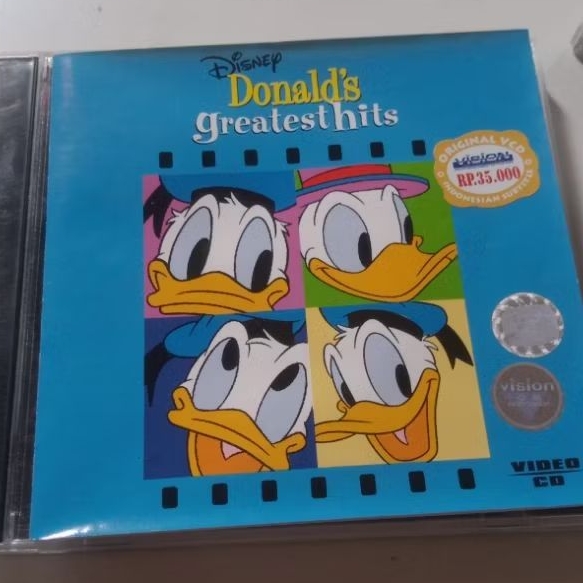 Disney
Donald's
greatest hits
ORIGINAL VCD
VISION
RP.35.000
INDONESIAN SUBTITLE
vision
VIDEO
CD